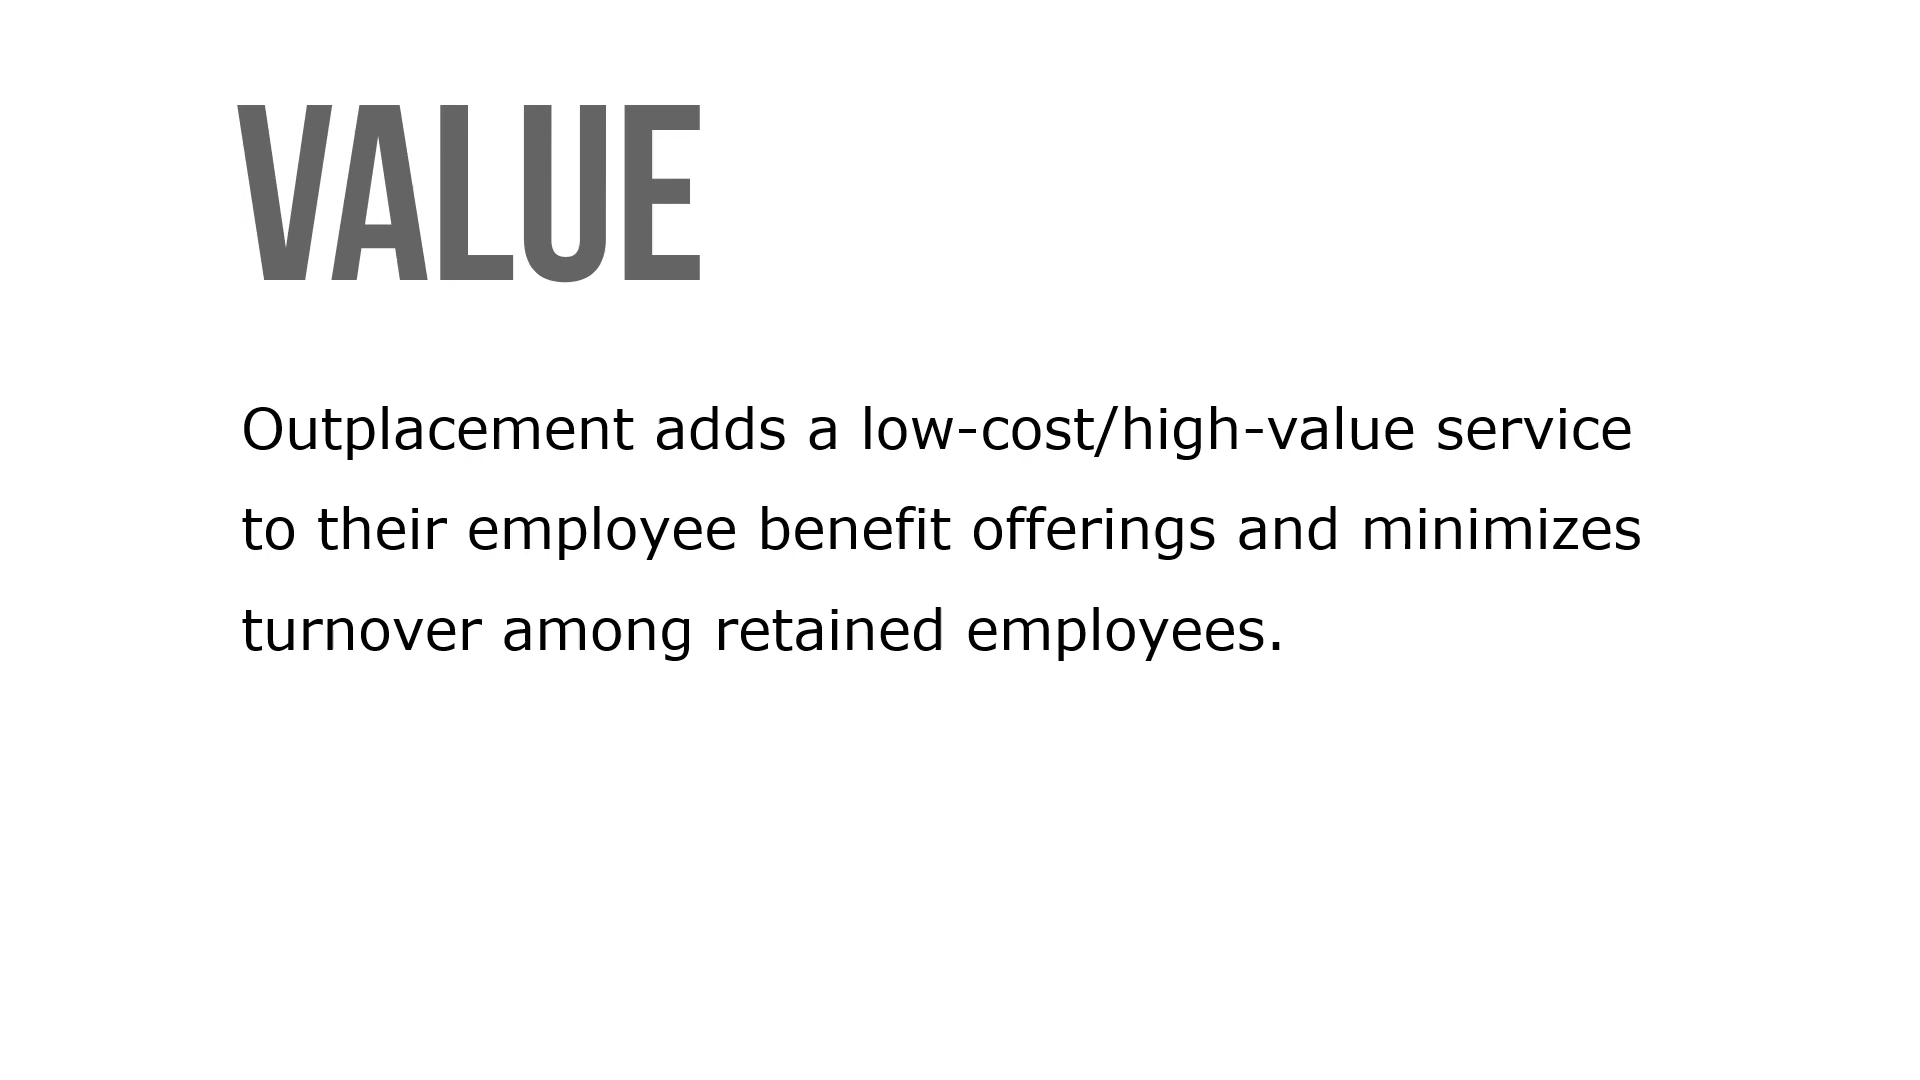 VALUE
Outplacement adds a low-cost/high-value service
to their employee benefit offerings and minimizes
turnover among retained employees.